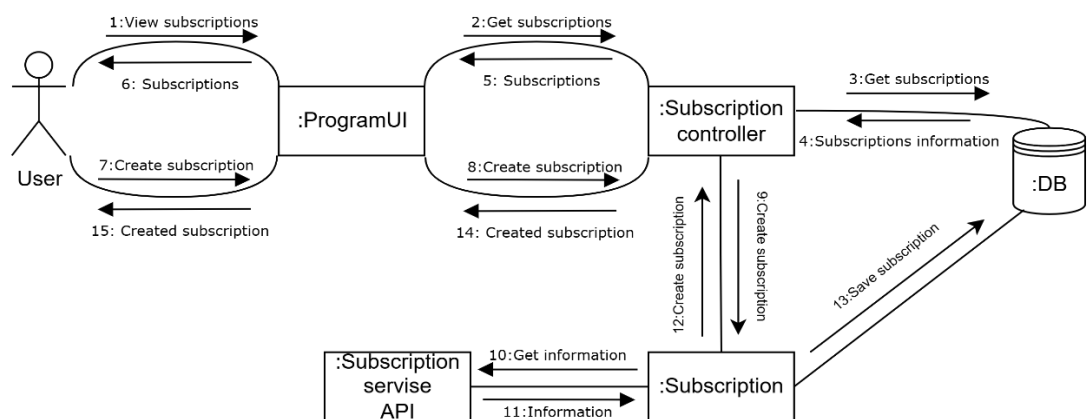 1:View subscriptions
2:Get subscriptions
6: Subscriptions
5: Subscriptions
3:Get subscriptions
:ProgramUI
:Subscription
controller
4:Subscriptions information
User
7:Create subscription
8:Create subscription
:DB
15: Created subscription
14: Created subscription
12:Create subscription
9:Create subscription
13:Save subscription
:Subscription
servise
API
10:Get information
11:Information
:Subscription